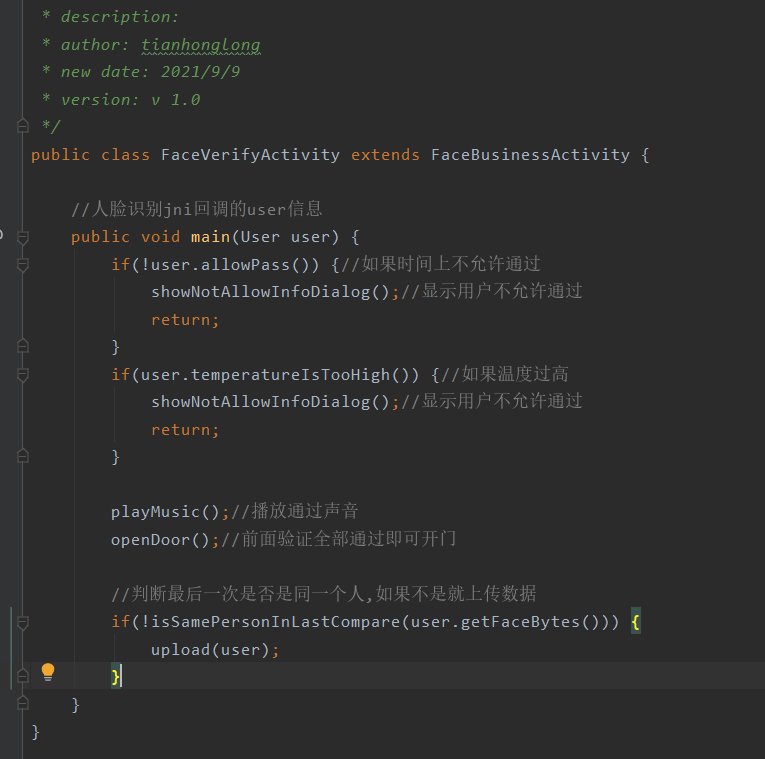 * description:
* author: tianhonglong
* new date: 2021/9/9
* version: v 1.0
*/
public class FaceVerifyActivity extends FaceBusinessActivity {
//人脸识别jni回调的user信息
public void main(User user) {
if(!user.allowPass()) {//如果时间上不允许通过
showNotAllowInfoDialog();//显示用户不允许通过
return;
}
if(user.temperatureIsTooHigh()) {//如果温度过高
showNotAllowInfoDialog();//显示用户不允许通过
return;
}
playMusic();//播放通过声音
openDoor();//前面验证全部通过即可开门
//判断最后一次是否是同一个人,如果不是就上传数据
if(!isSamePersonInLastCompare(user.getFaceBytes())) {
upload(user);
}
}
}